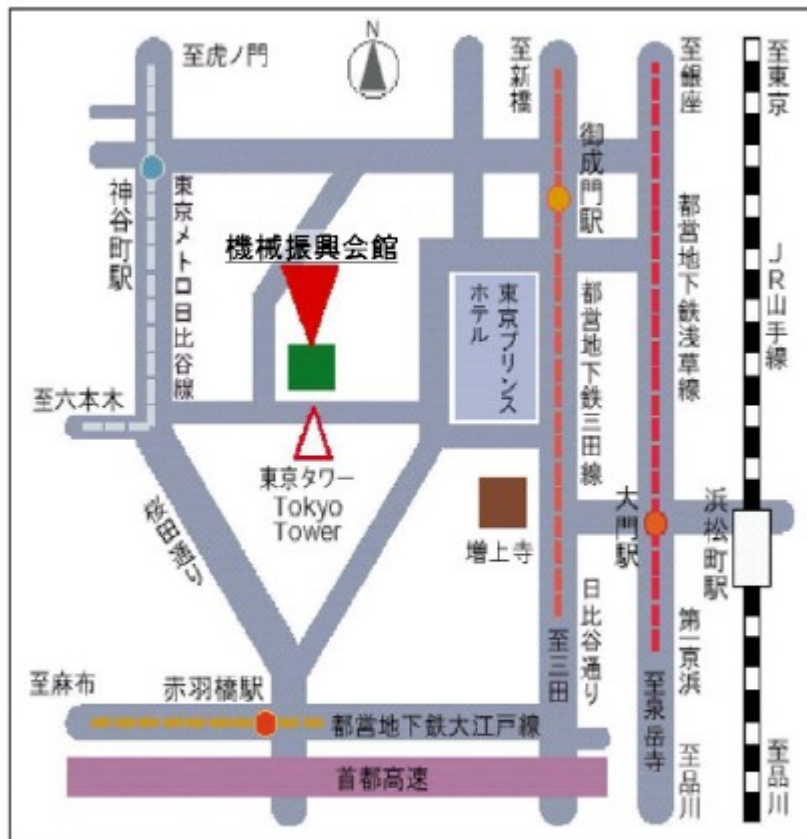 N
至虎ノ門
至新橋
至銀座
至東京
御成門駅
神谷町駅
東京メトロ日比谷線
機械振興会館
東京プリンス
ホテル
都営地下鉄三田線
都営地下鉄浅草線
JR山手線
至六本木
東京タワー
Tokyo
Tower
桜田通り
増上寺
大門駅
浜松町駅
日比谷通り
至三田
第一京浜
至泉岳寺
至品川
至品川
至麻布
赤羽橋駅
都営地下鉄大江戸線
首都高速